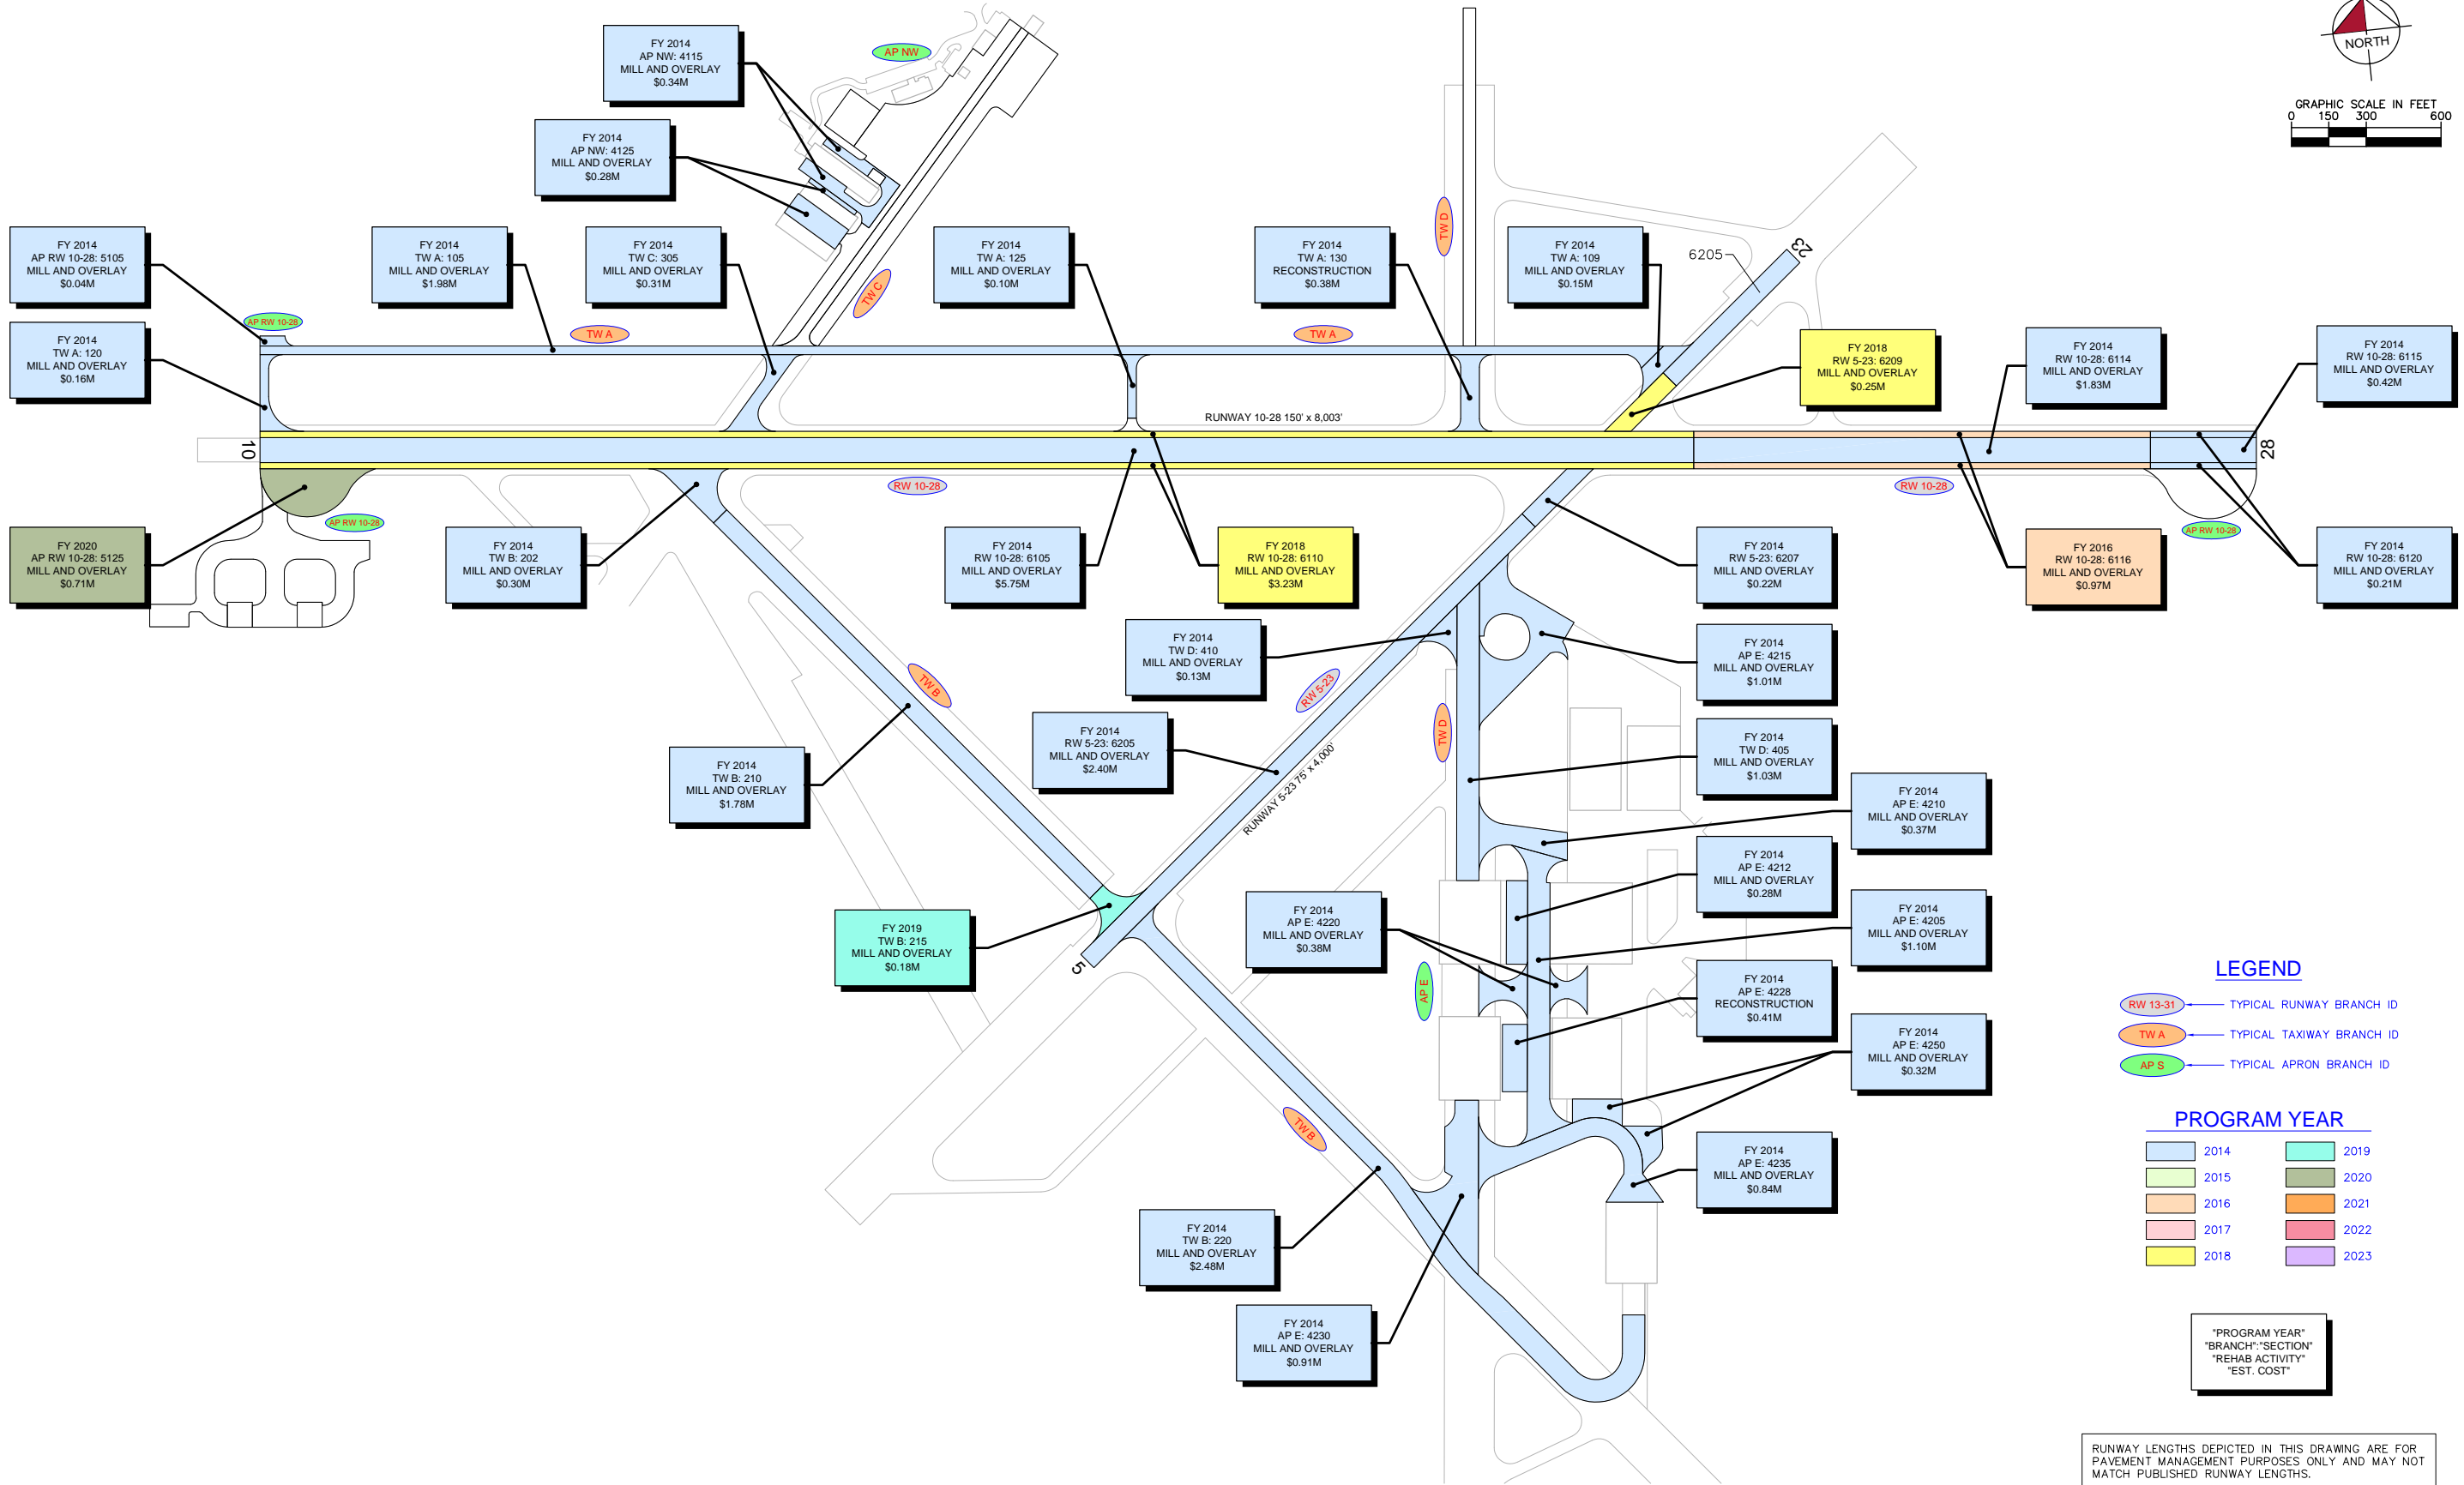 NORTH
GRAPHIC SCALE IN FEET
0 150 300 600
FY 2014
AP NW: 4115
MILL AND OVERLAY
$0.34M
AP NW
FY 2014
AP NW: 4125
MILL AND OVERLAY
$0.28M
FY 2014
AP RW 10-28: 5105
MILL AND OVERLAY
$0.04M
FY 2014
TW A: 105
MILL AND OVERLAY
$1.98M
FY 2014
TW C: 305
MILL AND OVERLAY
$0.31M
TW C
FY 2014
TW A: 125
MILL AND OVERLAY
$0.10M
FY 2014
TW A: 130
RECONSTRUCTION
$0.38M
TW D
FY 2014
TW A: 109
MILL AND OVERLAY
$0.15M
6205
23
FY 2014
TW A: 120
MILL AND OVERLAY
$0.16M
AP RW 10-28
TW A
TW A
FY 2018
RW 5-23: 6209
MILL AND OVERLAY
$0.25M
FY 2014
RW 10-28: 6114
MILL AND OVERLAY
$1.83M
FY 2014
RW 10-28: 6115
MILL AND OVERLAY
$0.42M
RUNWAY 10-28 150' x 8,003'
10
28
RW 10-28
RW 10-28
AP RW 10-28
AP RW 10-28
FY 2020
AP RW 10-28: 5125
MILL AND OVERLAY
$0.71M
FY 2014
TW B: 202
MILL AND OVERLAY
$0.30M
FY 2014
RW 10-28: 6105
MILL AND OVERLAY
$5.75M
FY 2018
RW 10-28: 6110
MILL AND OVERLAY
$3.23M
FY 2014
RW 5-23: 6207
MILL AND OVERLAY
$0.22M
FY 2016
RW 10-28: 6116
MILL AND OVERLAY
$0.97M
FY 2014
RW 10-28: 6120
MILL AND OVERLAY
$0.21M
FY 2014
TW D: 410
MILL AND OVERLAY
$0.13M
FY 2014
AP E: 4215
MILL AND OVERLAY
$1.01M
TW B
RW 5-23
TW D
FY 2014
RW 5-23: 6205
MILL AND OVERLAY
$2.40M
FY 2014
TW D: 405
MILL AND OVERLAY
$1.03M
FY 2014
TW B: 210
MILL AND OVERLAY
$1.78M
RUNWAY 5-23 75' x 4,000'
FY 2014
AP E: 4210
MILL AND OVERLAY
$0.37M
FY 2014
AP E: 4212
MILL AND OVERLAY
$0.28M
FY 2014
AP E: 4220
MILL AND OVERLAY
$0.38M
FY 2014
AP E: 4205
MILL AND OVERLAY
$1.10M
FY 2019
TW B: 215
MILL AND OVERLAY
$0.18M
5
AP E
FY 2014
AP E: 4228
RECONSTRUCTION
$0.41M
FY 2014
AP E: 4250
MILL AND OVERLAY
$0.32M
TW B
FY 2014
AP E: 4235
MILL AND OVERLAY
$0.84M
FY 2014
TW B: 220
MILL AND OVERLAY
$2.48M
FY 2014
AP E: 4230
MILL AND OVERLAY
$0.91M
LEGEND
RW 13-31 TYPICAL RUNWAY BRANCH ID
TW A TYPICAL TAXIWAY BRANCH ID
AP S TYPICAL APRON BRANCH ID
PROGRAM YEAR
2014 2019
2015 2020
2016 2021
2017 2022
2018 2023
"PROGRAM YEAR"
"BRANCH":"SECTION"
"REHAB ACTIVITY"
"EST. COST"
RUNWAY LENGTHS DEPICTED IN THIS DRAWING ARE FOR
PAVEMENT MANAGEMENT PURPOSES ONLY AND MAY NOT
MATCH PUBLISHED RUNWAY LENGTHS.